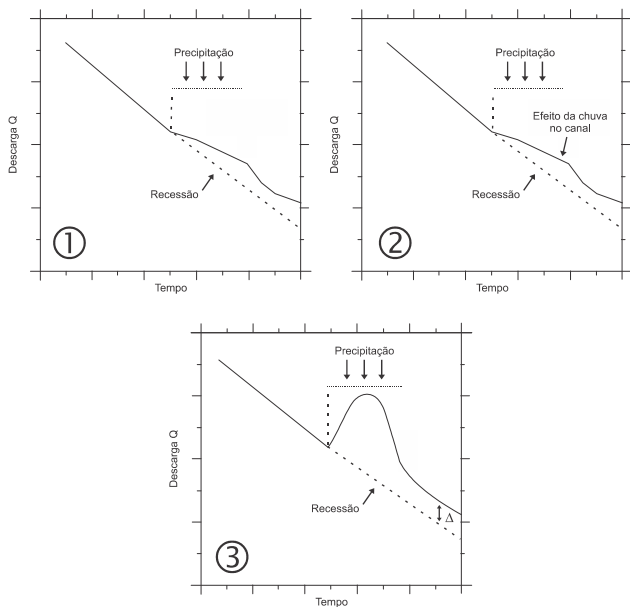 Precipitação
Descarga Q
Recessão
①
Tempo
Precipitação
Efeito da chuva
no canal
Descarga Q
Recessão
②
Tempo
Precipitação
Descarga Q
Recessão
Δ
③
Tempo